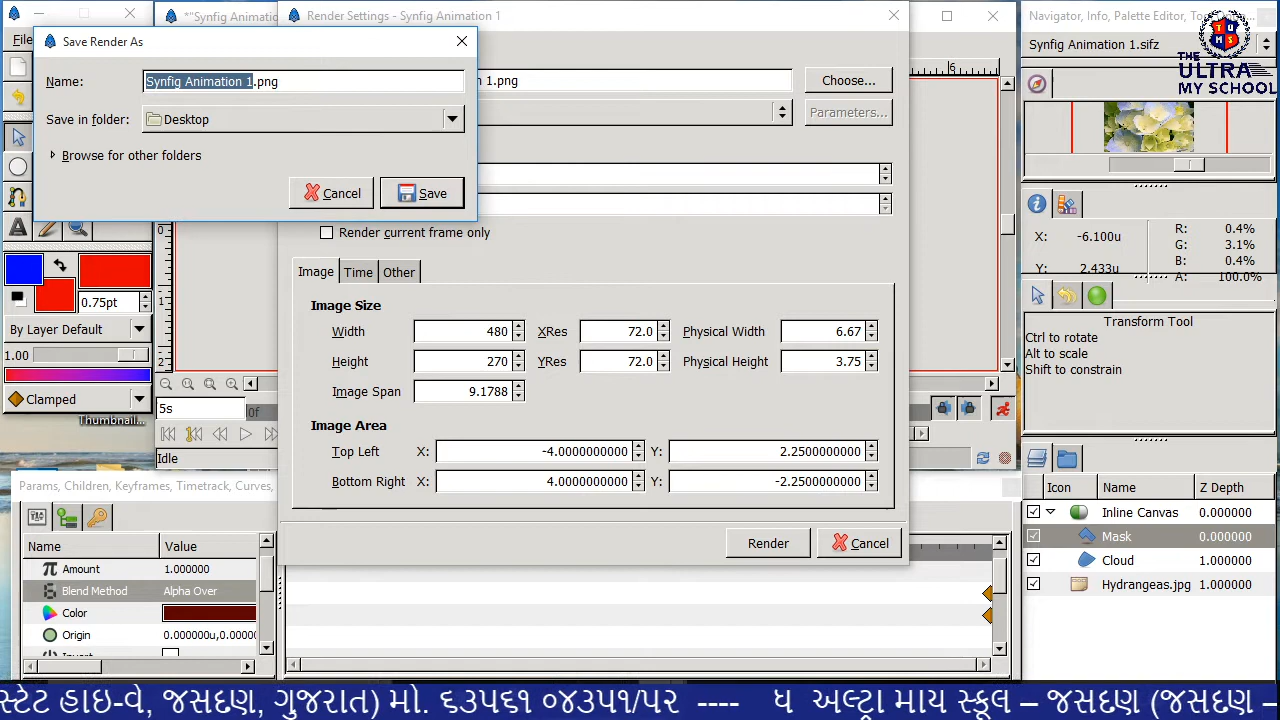 *"Synfig Animatio
Render Settings - Synfig Animation 1
Navigator, Info, Palette Editor, To
File
Save Render As
Synfig Animation 1.sifz
THE
ULTRA
MY SCHOOL
TUMS
Name:
Synfig Animation 1.png
n 1.png
Choose...
Save in folder:
Desktop
Parameters...
Browse for other folders
Cancel
Save
6
Render current frame only
X:
-6.100u
Y:
2.433u
R:
0.4%
G:
3.1%
B:
0.4%
A:
100.0%
Image
Time
Other
0.75pt
By Layer Default
1.00
Clamped
Thumbnail...
Image Size
Width
480
XRes
72.0
Physical Width
6.67
Height
270
YRes
72.0
Physical Height
3.75
Image Span
9.1788
Transform Tool
Ctrl to rotate
Alt to scale
Shift to constrain
5s
0f
Idle
Image Area
Top Left
X:
-4.0000000000
Y:
2.2500000000
Bottom Right
X:
4.0000000000
Y:
-2.2500000000
Render
Cancel
Params, Children, Keyframes, Timetrack, Curves,
Name
Value
Amount
1.000000
Blend Method
Alpha Over
Color
Origin
0.000000u,0.0000
Icon
Name
Z Depth
Inline Canvas
0.000000
Mask
0.000000
Cloud
1.000000
Hydrangeas.jpg
1.000000
સ્ટેટ હાઇ-વે, જસદણ, ગુજરાત) મો. ૬૩૫૬૧ ૦૪૩૫૧/૫૨ ---- ધ અલ્ટ્રા માય સ્કૂલ – જસદણ (જસદણ –